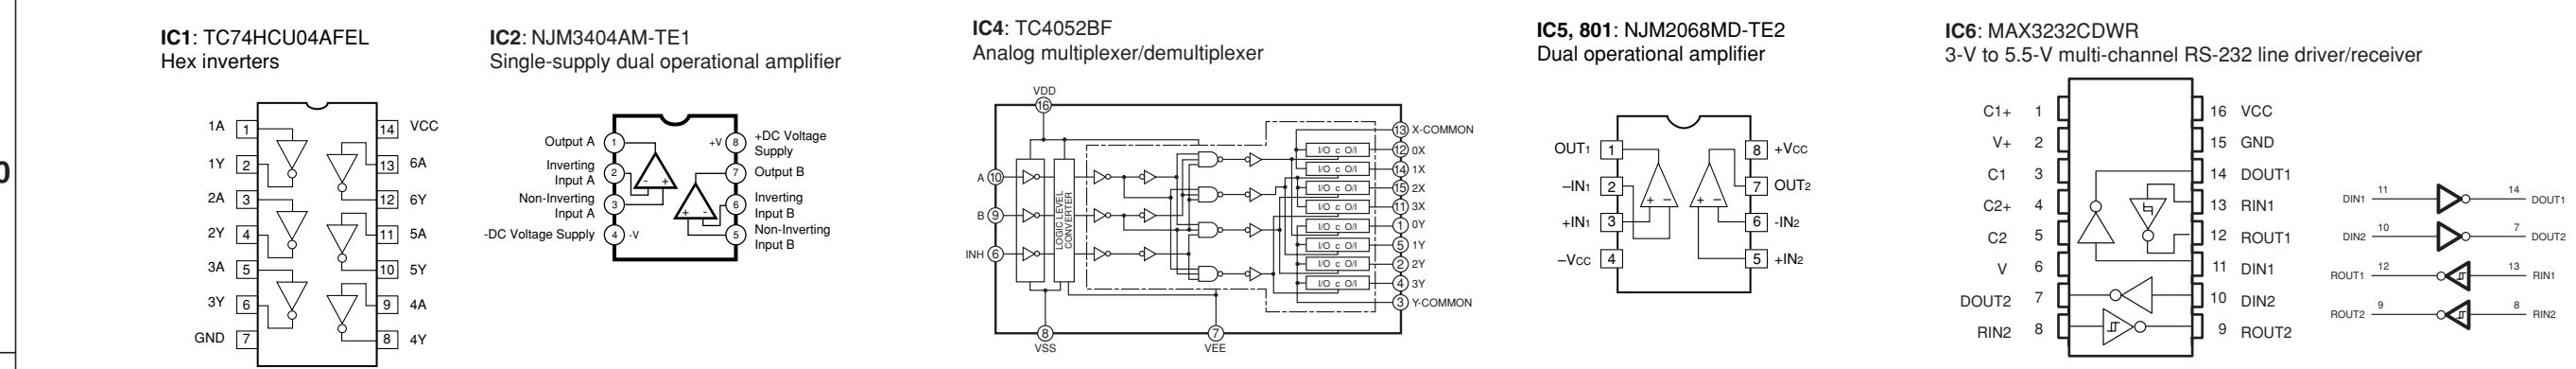 0
IC1: TC74HCU04AFEL
Hex inverters
1A 1
1Y 2
2A 3
2Y 4
3A 5
3Y 6
GND 7
14 VCC
13 6A
12 6Y
11 5A
10 5Y
9 4A
8 4Y
IC2: NJM3404AM-TE1
Single-supply dual operational amplifier
Output A 1
Inverting
Input A 2
Non-Inverting
Input A 3
-DC Voltage Supply 4 -V
- +
+ -
+V 8 +DC Voltage
Supply
7 Output B
6 Inverting
Input B
5 Non-Inverting
Input B
IC4: TC4052BF
Analog multiplexer/demultiplexer
VDD
16
A 10
B 9
INH 6
LOGIC LEVEL
CONVERTER
I/O c O/I
I/O c O/I
I/O c O/I
I/O c O/I
I/O c O/I
I/O c O/I
I/O c O/I
I/O c O/I
13 X-COMMON
12 0X
14 1X
15 2X
11 3X
1 0Y
5 1Y
2 2Y
4 3Y
3 Y-COMMON
8
VSS
7
VEE
IC5, 801: NJM2068MD-TE2
Dual operational amplifier
OUT1 1
–IN1 2
+IN1 3
–VCC 4
+ −
+ −
8 +VCC
7 OUT2
6 -IN2
5 +IN2
IC6: MAX3232CDWR
3-V to 5.5-V multi-channel RS-232 line driver/receiver
C1+ 1
V+ 2
C1 3
C2+ 4
C2 5
V 6
DOUT2 7
RIN2 8
16 VCC
15 GND
14 DOUT1
13 RIN1
12 ROUT1
11 DIN1
10 DIN2
9 ROUT2
DIN1 11 14 DOUT1
DIN2 10 7 DOUT2
ROUT1 12 13 RIN1
ROUT2 9 8 RIN2